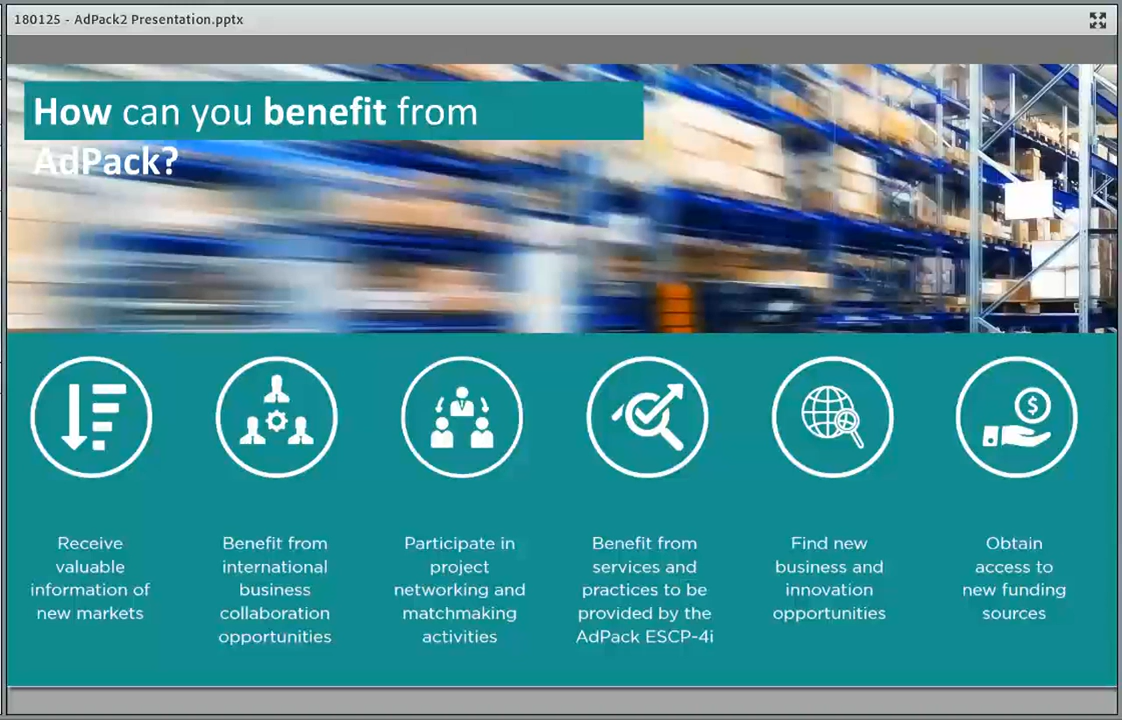 180125 - AdPack2 Presentation.pptx
How can you benefit from
AdPack?
Receive
valuable
information of
new markets
Benefit from
international
business
collaboration
opportunities
Participate in
project
networking and
matchmaking
activities
Benefit from
services and
practices to be
provided by the
AdPack ESCP-4i
Find new
business and
innovation
opportunities
Obtain
access to
new funding
sources